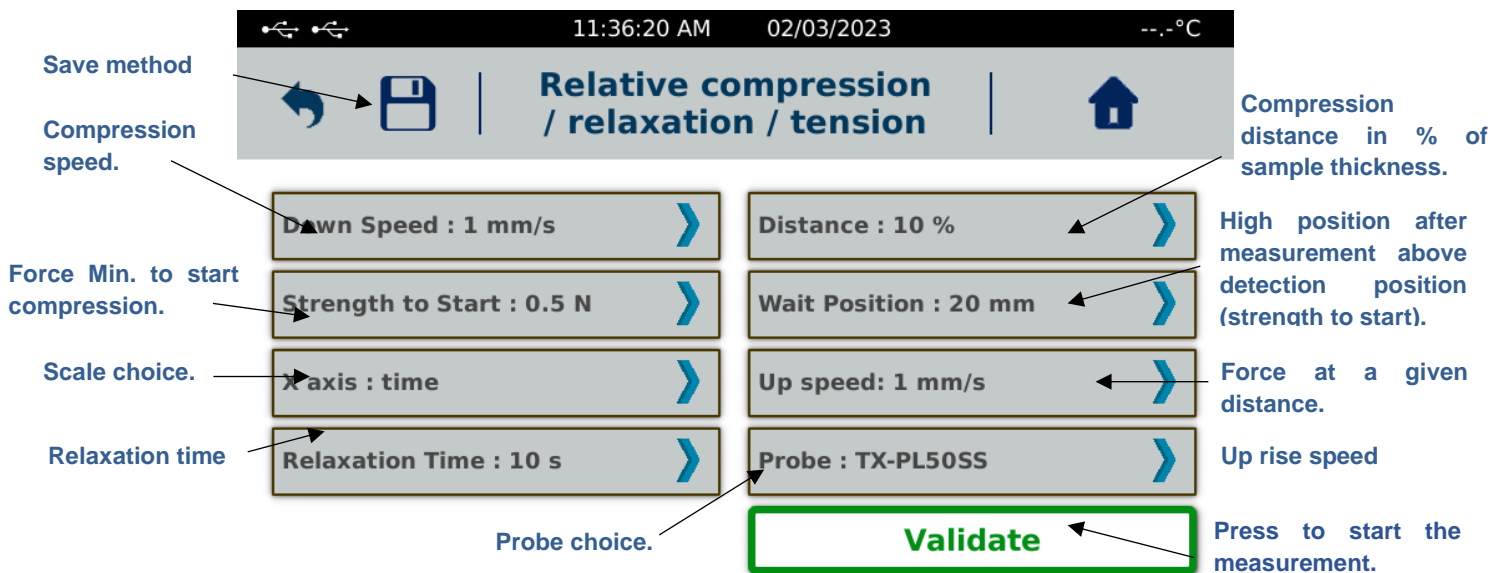 11:36:20 AM 02/03/2023 --.-°C
Save method
Relative compression
/ relaxation / tension
Compression
speed.
Compression
distance in % of
sample thickness.
Down Speed : 1 mm/s
Distance : 10 %
High position after
measurement above
detection position
(strength to start).
Force Min. to start
compression.
Strength to Start : 0.5 N
Wait Position : 20 mm
Scale choice.
X axis : time
Up speed: 1 mm/s
Force at a given
distance.
Relaxation time
Relaxation Time : 10 s
Probe : TX-PL50SS
Up rise speed
Probe choice.
Validate
Press to start the
measurement.